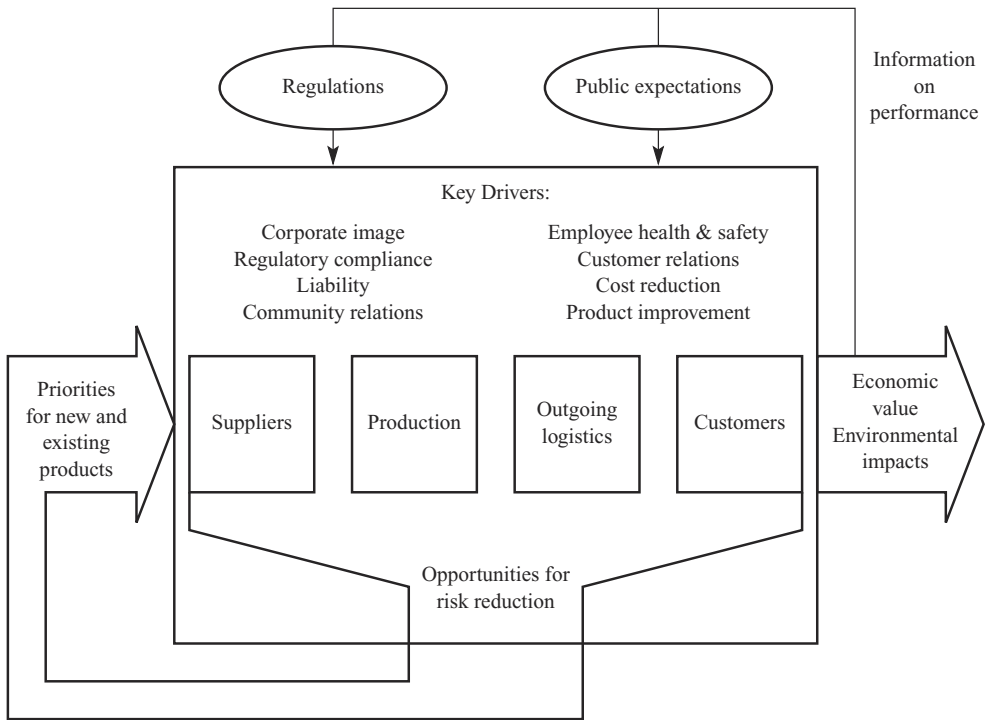 Regulations
Public expectations
Information
on
performance
Key Drivers:
Corporate image
Regulatory compliance
Liability
Community relations
Employee health & safety
Customer relations
Cost reduction
Product improvement
Priorities
for new and
existing
products
Suppliers
Production
Outgoing
logistics
Customers
Economic
value
Environmental
impacts
Opportunities for
risk reduction